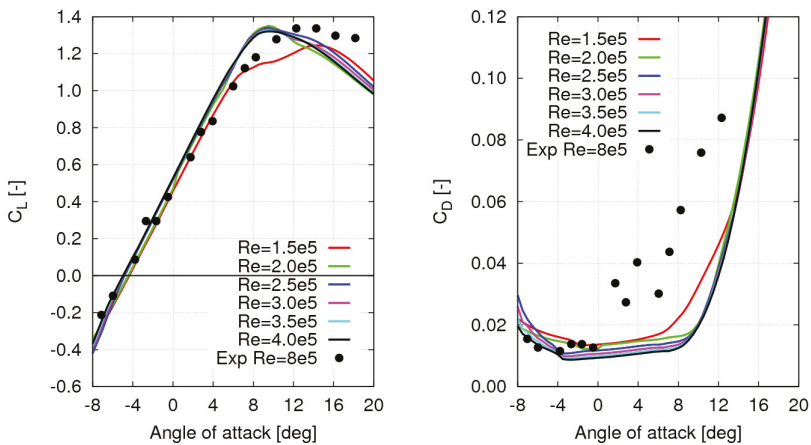 1.4
1.2
1.0
0.8
0.6
0.4
0.2
0.0
-0.2
-0.4
-0.6
C_L [-]
Re=1.5e5
Re=2.0e5
Re=2.5e5
Re=3.0e5
Re=3.5e5
Re=4.0e5
Exp Re=8e5
-8 -4 0 4 8 12 16 20
Angle of attack [deg]
0.12
0.10
0.08
0.06
0.04
0.02
0.00
C_D [-]
Re=1.5e5
Re=2.0e5
Re=2.5e5
Re=3.0e5
Re=3.5e5
Re=4.0e5
Exp Re=8e5
-8 -4 0 4 8 12 16 20
Angle of attack [deg]